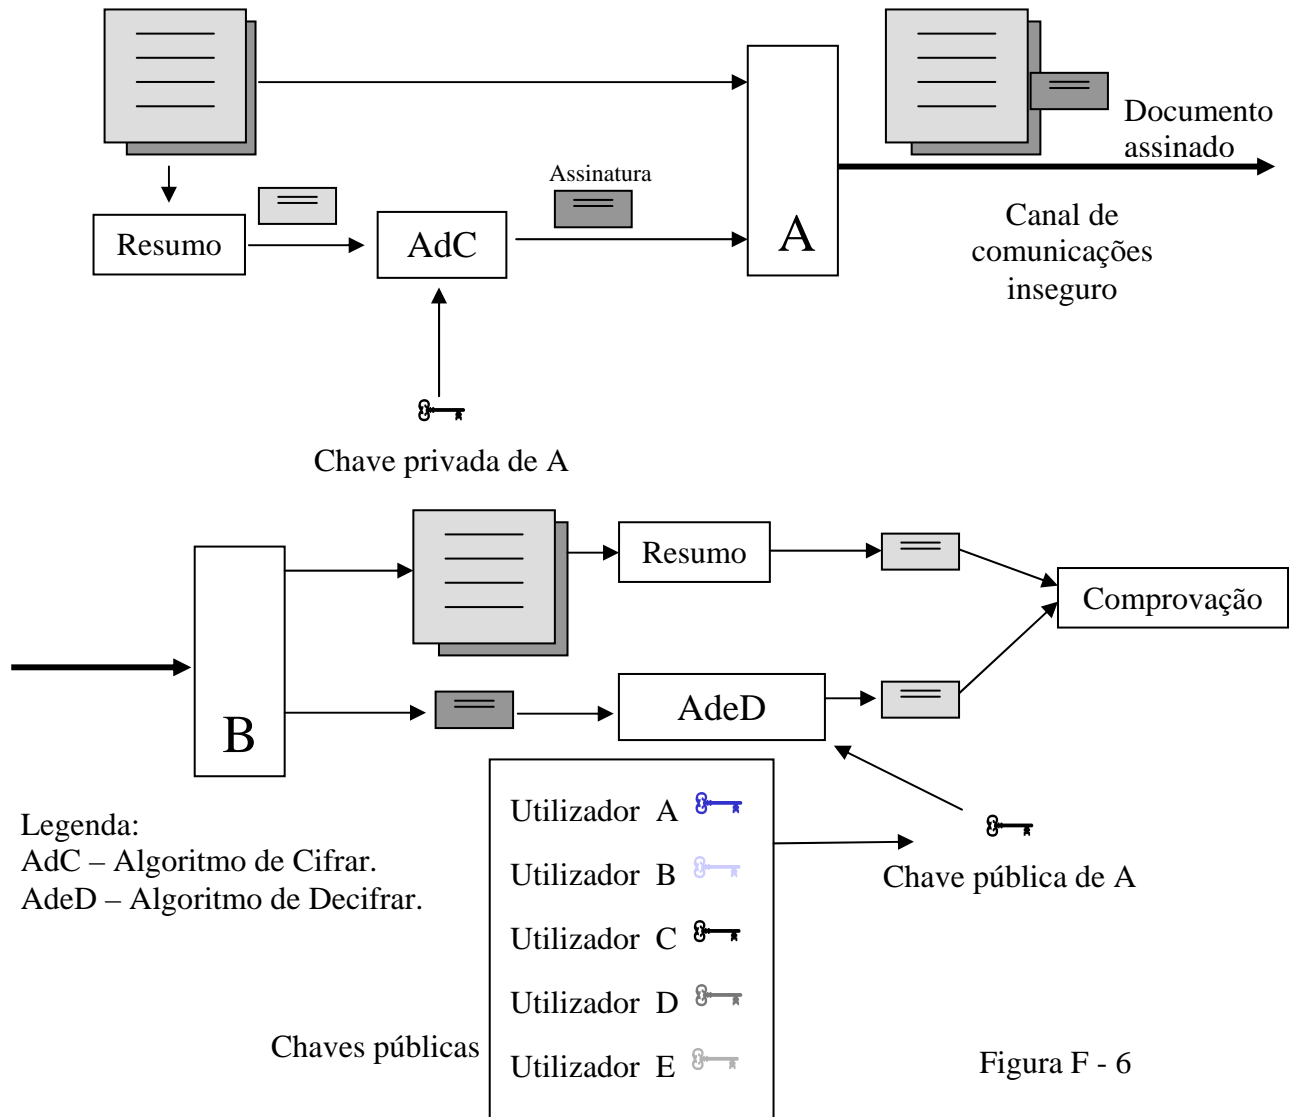 Documento
assinado
Assinatura
Resumo
AdC
A
Canal de
comunicações
inseguro
Chave privada de A
Resumo
Comprovação
AdeD
B
Utilizador A
Utilizador B
Utilizador C
Utilizador D
Utilizador E
Chave pública de A
Legenda:
AdC – Algoritmo de Cifrar.
AdeD – Algoritmo de Decifrar.
Chaves públicas
Figura F - 6